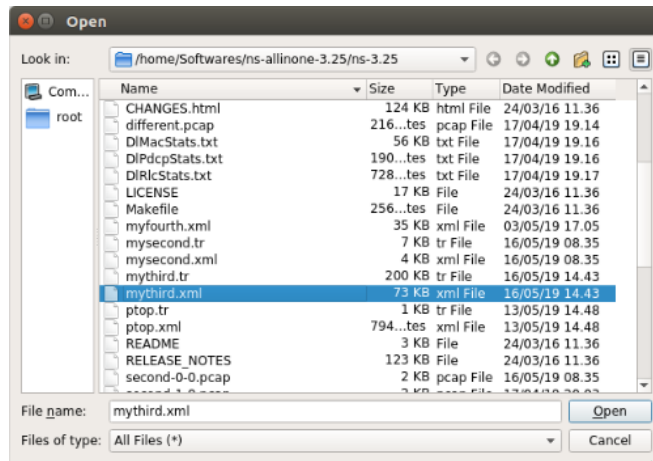 Open
Look in: /home/Softwares/ns-allinone-3.25/ns-3.25
Com...
root
Name Size Type Date Modified
CHANGES.html 124 KB html File 24/03/16 11.36
different.pcap 216...tes pcap File 17/04/19 19.14
DlMacStats.txt 56 KB txt File 17/04/19 19.16
DlPdcpStats.txt 190...tes txt File 17/04/19 19.16
DlRlcStats.txt 728...tes txt File 17/04/19 19.17
LICENSE 17 KB File 24/03/16 11.36
Makefile 256...tes File 24/03/16 11.36
myfourth.xml 35 KB xml File 03/05/19 17.05
mysecond.tr 7 KB tr File 16/05/19 08.35
mysecond.xml 4 KB xml File 16/05/19 08.35
mythird.tr 200 KB tr File 16/05/19 14.43
mythird.xml 73 KB xml File 16/05/19 14.43
ptop.tr 1 KB tr File 13/05/19 14.48
ptop.xml 794...tes xml File 13/05/19 14.48
README 3 KB File 24/03/16 11.36
RELEASE_NOTES 123 KB File 24/03/16 11.36
second-0-0.pcap 2 KB pcap File 16/05/19 08.35
File name: mythird.xml Open
Files of type: All Files (*) Cancel